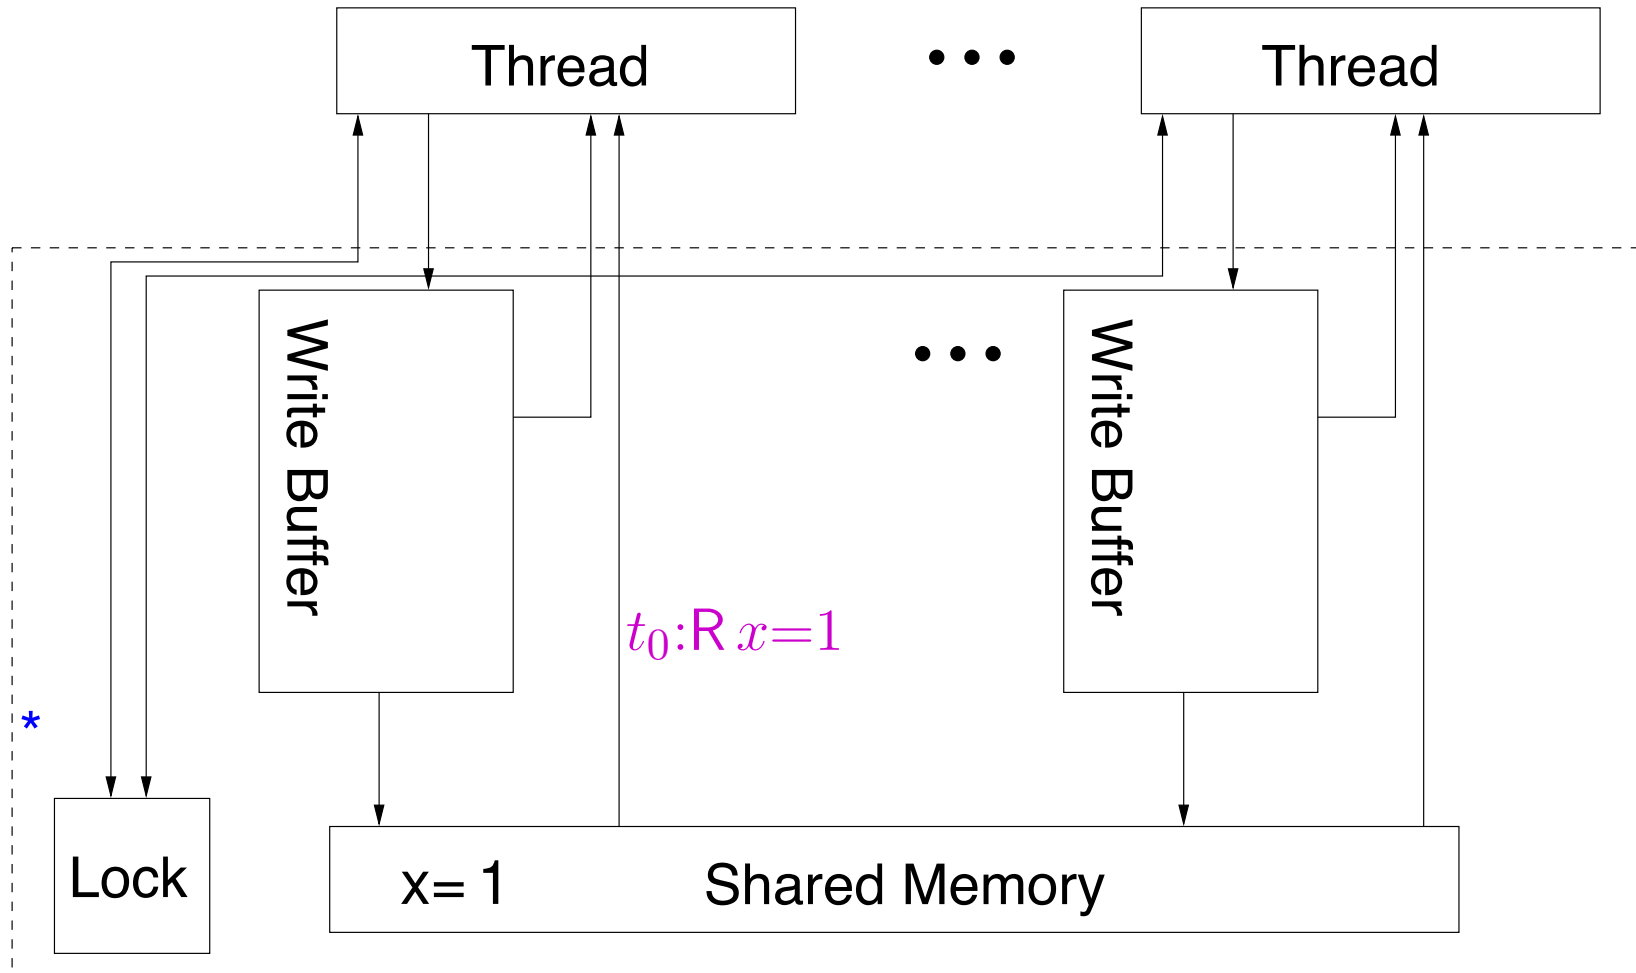 Thread
• • •
Thread
Write Buffer
• • •
Write Buffer
t₀:R x=1
*
Lock
x= 1
Shared Memory